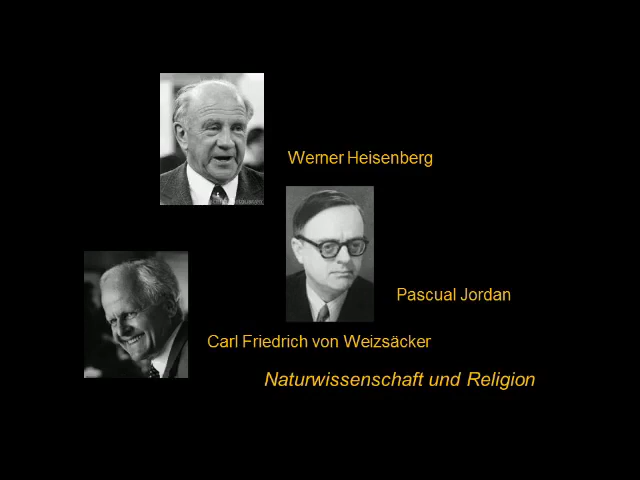 Werner Heisenberg
Pascual Jordan
Carl Friedrich von Weizsäcker
Naturwissenschaft und Religion